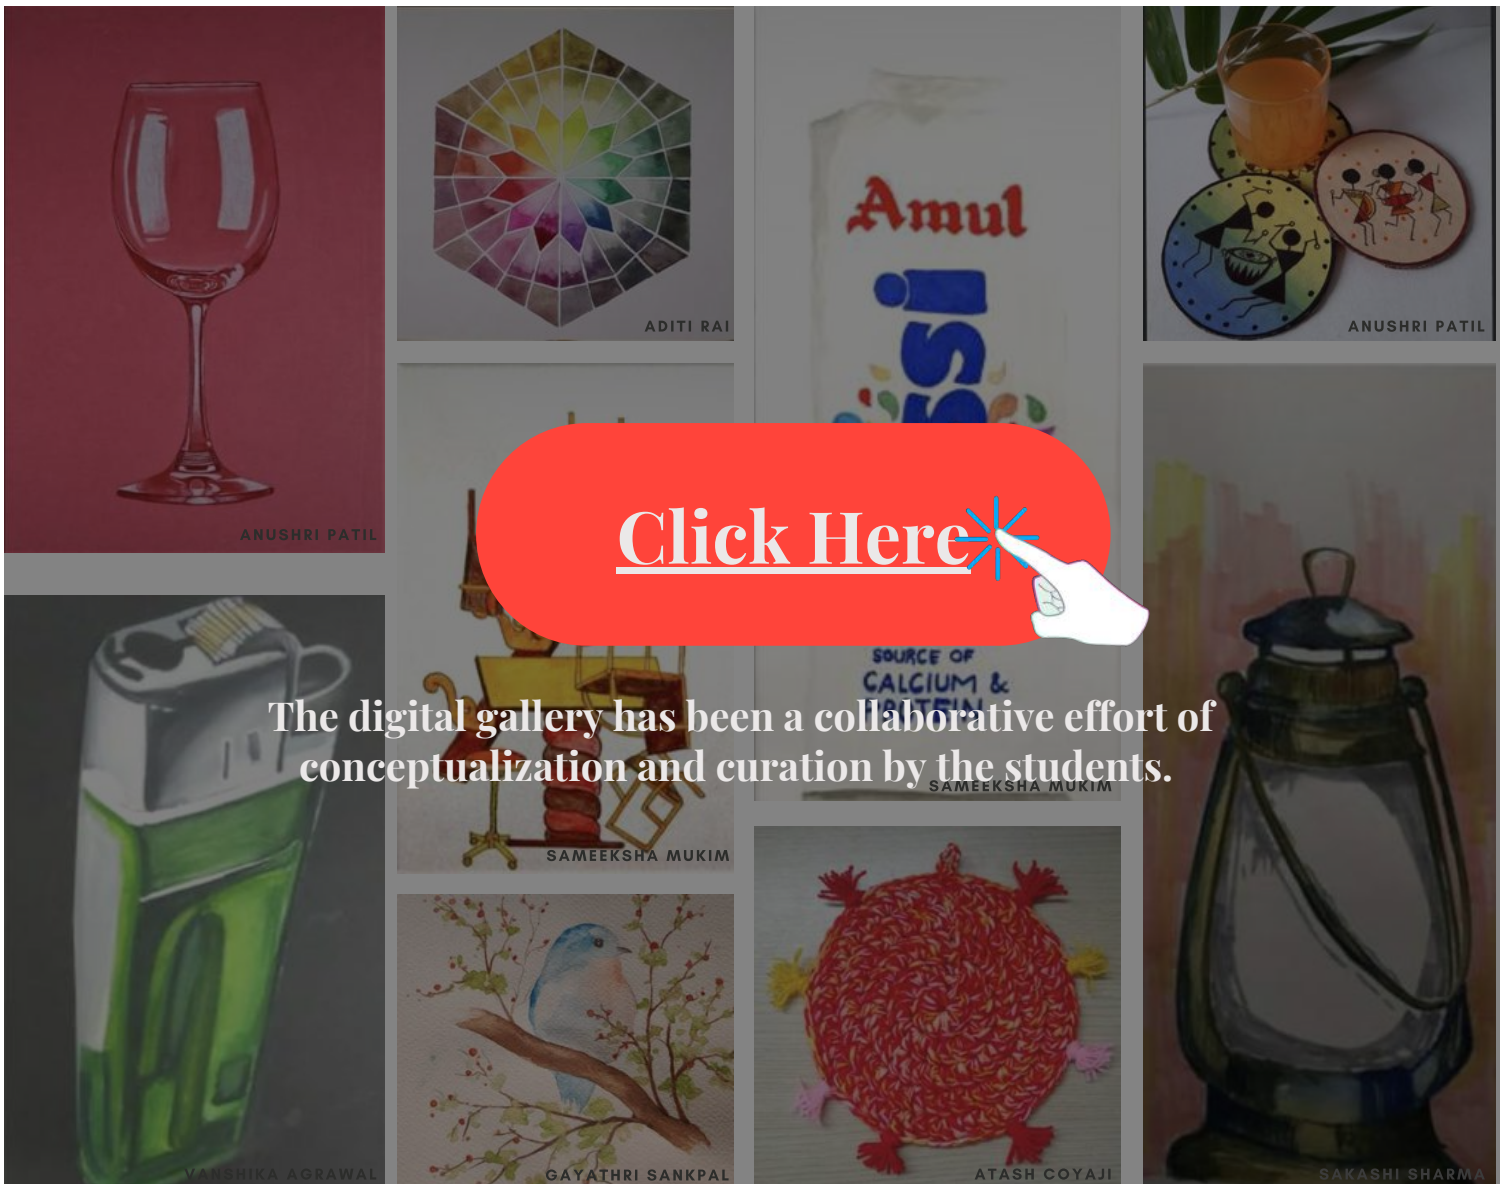 ADITI RAI
Amul
ssi
ANUSHRI PATIL
ANUSHRI PATIL
Click Here
SOURCE OF
CALCIUM &
PROTEIN
The digital gallery has been a collaborative effort of
conceptualization and curation by the students.
SAMEEKSHA MUKIM
SAMEEKSHA MUKIM
VANSHIKA AGRAWAL
GAYATHRI SANKPAL
ATASH COYAJI
SAKASHI SHARMA